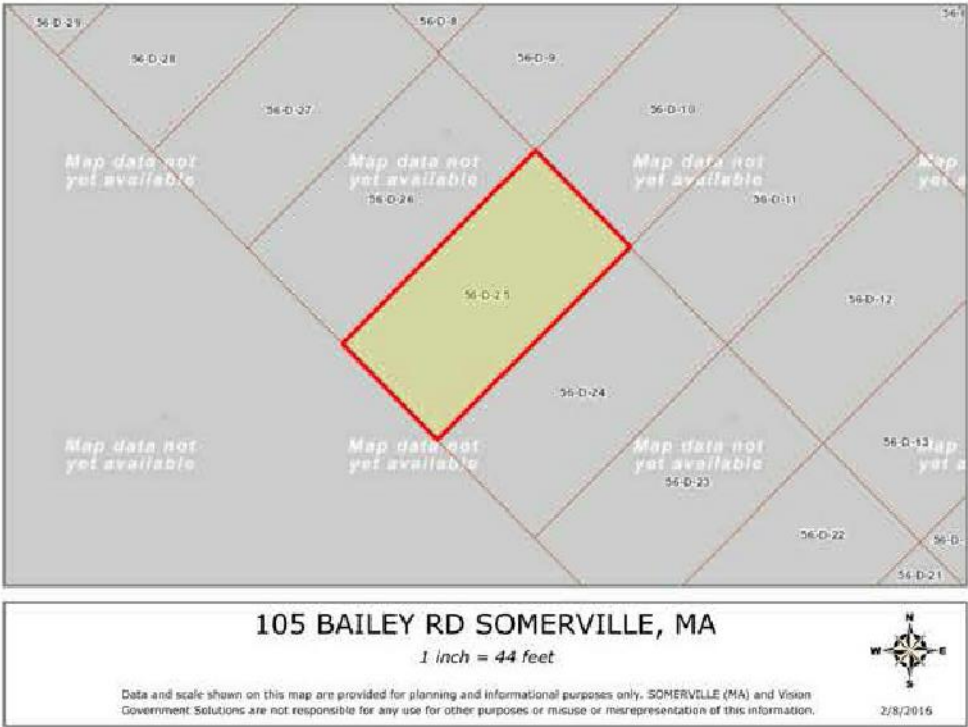 56-D-29
56-D-8
56-D-28
56-D-9
56-D-27
56-D-10
Map data not
yet available
Map data not
yet available
Map data not
yet available
Map
yet a
56-D-26
56-D-11
56-D-25
56-D-12
56-D-24
Map data not
yet available
Map data not
yet available
Map data not
yet available
56-D-13
Map
yet a
56-D-23
56-D-22
56-D-
56-D-21
105 BAILEY RD SOMERVILLE, MA
1 inch = 44 feet
N
W E
S
Data and scale shown on this map are provided for planning and informational purposes only. SOMERVILLE (MA) and Vision
Government Solutions are not responsible for any use for other purposes or misuse or misrepresentation of this information.
2/8/2016